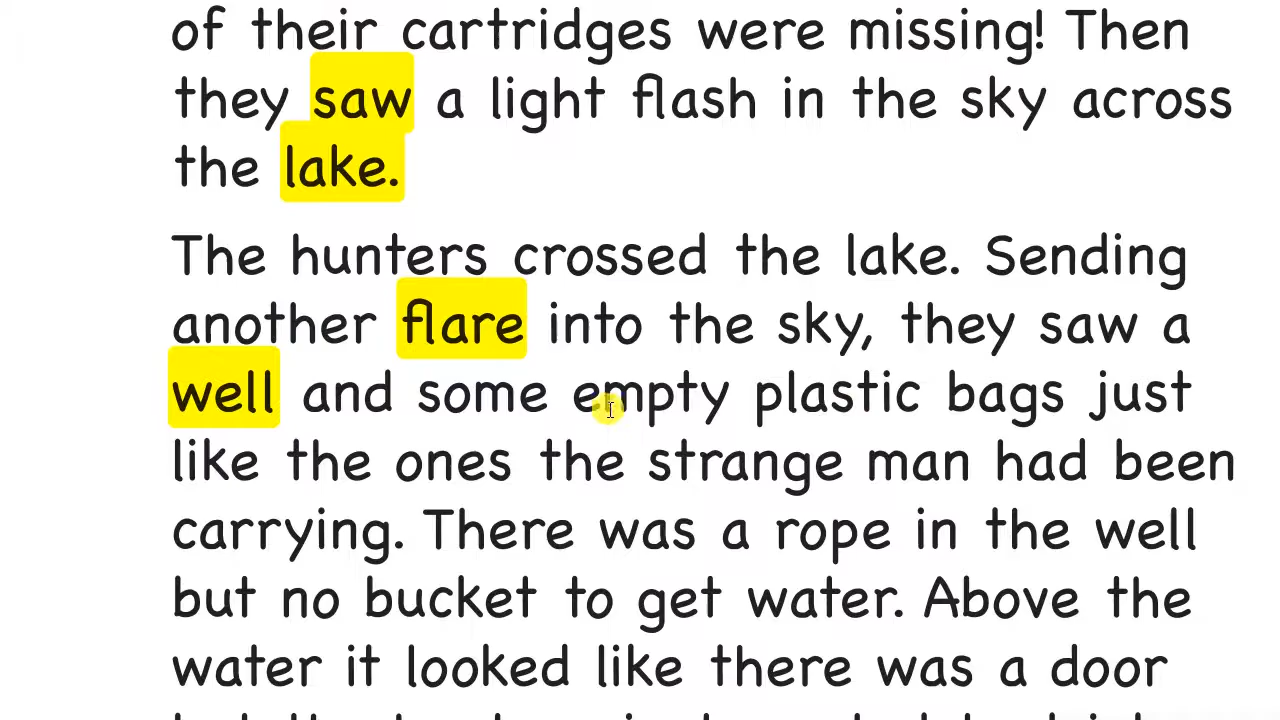 of their cartridges were missing! Then
they saw a light flash in the sky across
the lake.
The hunters crossed the lake. Sending
another flare into the sky, they saw a
well and some empty plastic bags just
like the ones the strange man had been
carrying. There was a rope in the well
but no bucket to get water. Above the
water it looked like there was a door